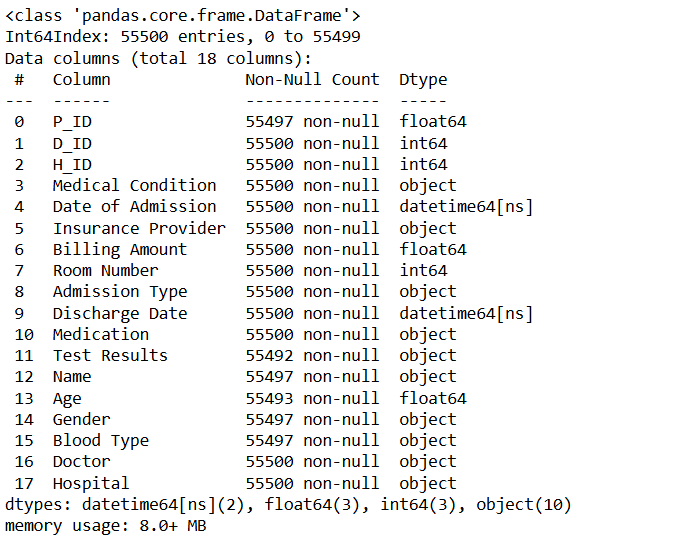 <class 'pandas.core.frame.DataFrame'>
Int64Index: 55500 entries, 0 to 55499
Data columns (total 18 columns):
 #   Column              Non-Null Count  Dtype
---  ------              --------------  -----
 0   P_ID                55497 non-null  float64
 1   D_ID                55500 non-null  int64
 2   H_ID                55500 non-null  int64
 3   Medical Condition   55500 non-null  object
 4   Date of Admission   55500 non-null  datetime64[ns]
 5   Insurance Provider  55500 non-null  object
 6   Billing Amount      55500 non-null  float64
 7   Room Number         55500 non-null  int64
 8   Admission Type      55500 non-null  object
 9   Discharge Date      55500 non-null  datetime64[ns]
 10  Medication          55500 non-null  object
 11  Test Results        55492 non-null  object
 12  Name                55497 non-null  object
 13  Age                 55493 non-null  float64
 14  Gender              55497 non-null  object
 15  Blood Type          55497 non-null  object
 16  Doctor              55500 non-null  object
 17  Hospital            55500 non-null  object
dtypes: datetime64[ns](2), float64(3), int64(3), object(10)
memory usage: 8.0+ MB